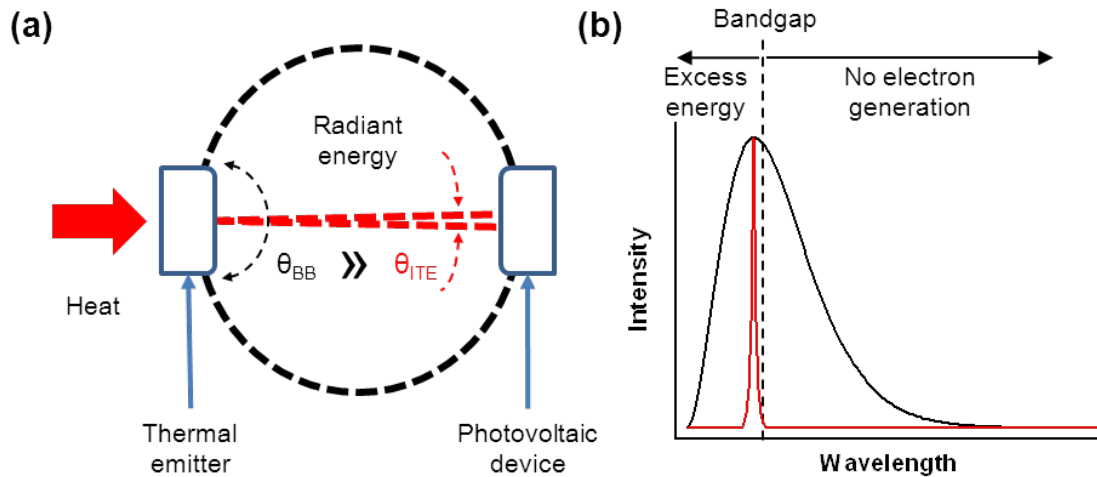 (a)
Radiant
energy
θBB » θITE
Heat
Thermal
emitter
Photovoltaic
device
(b)
Bandgap
Excess
energy
No electron
generation
Intensity
Wavelength